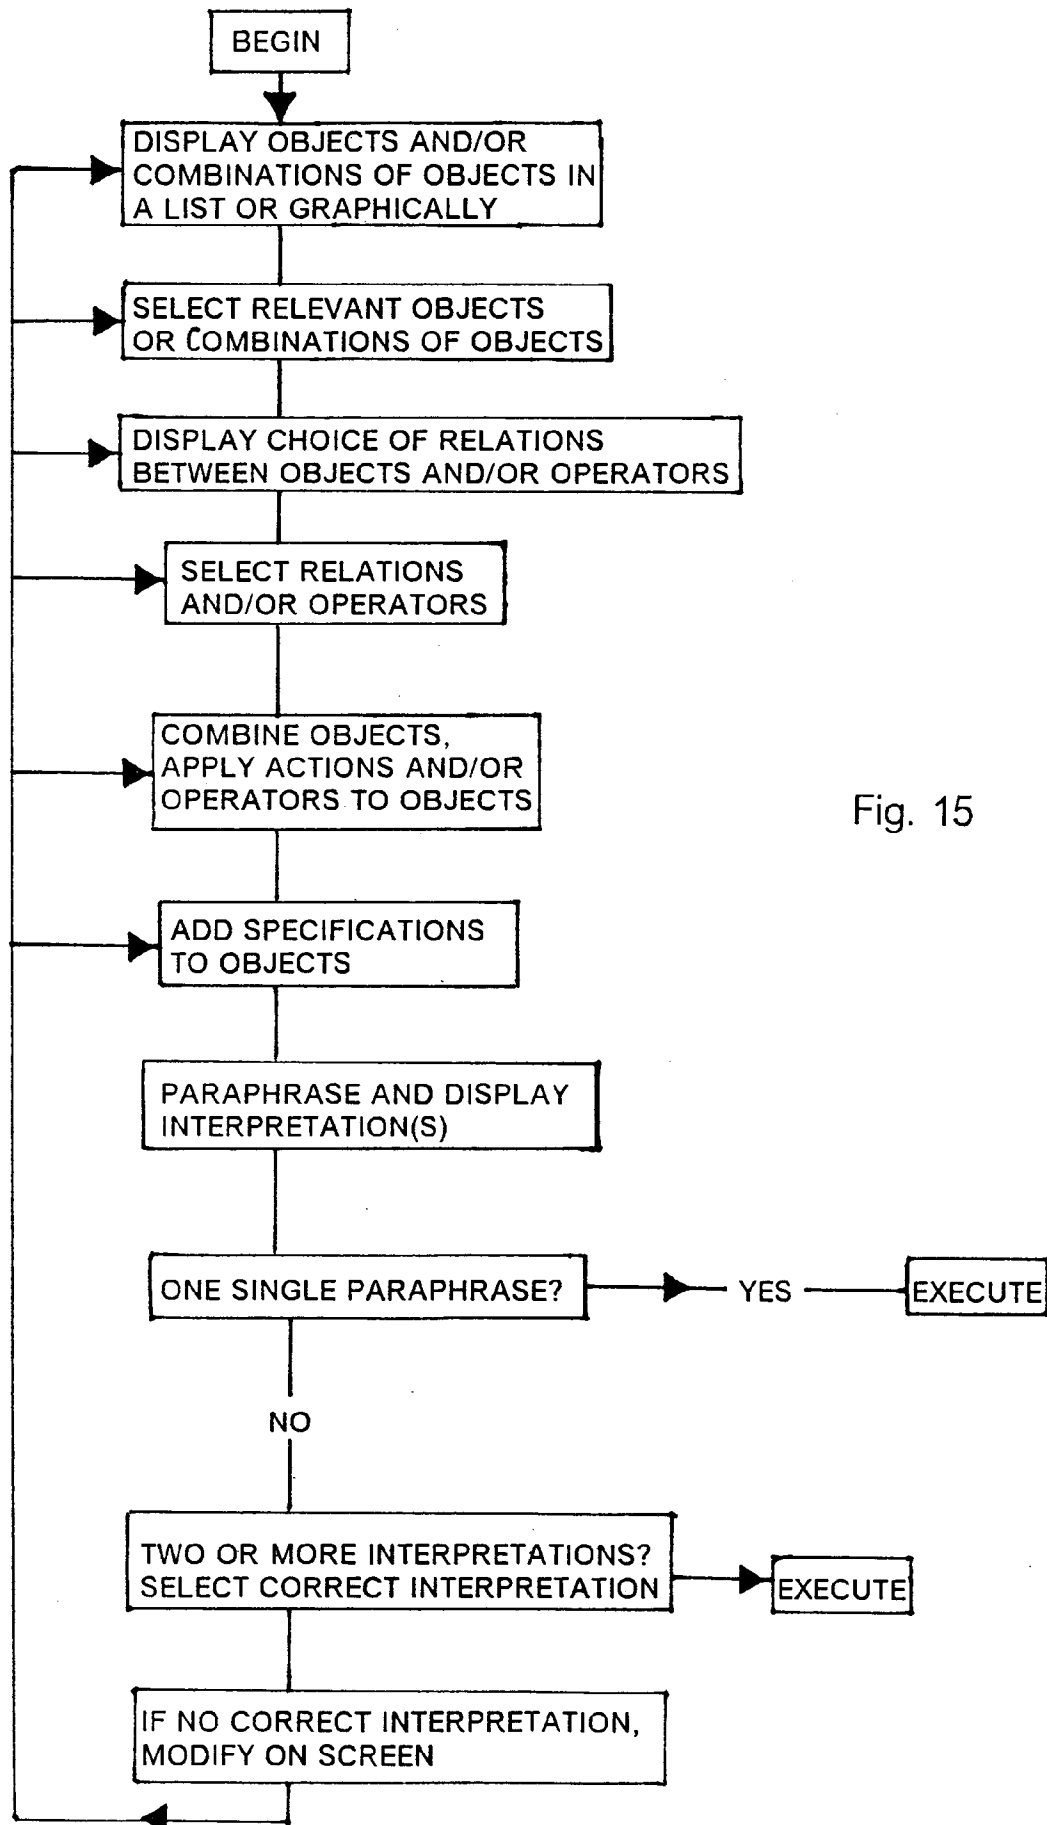 BEGIN
DISPLAY OBJECTS AND/OR
COMBINATIONS OF OBJECTS IN
A LIST OR GRAPHICALLY
SELECT RELEVANT OBJECTS
OR COMBINATIONS OF OBJECTS
DISPLAY CHOICE OF RELATIONS
BETWEEN OBJECTS AND/OR OPERATORS
SELECT RELATIONS
AND/OR OPERATORS
COMBINE OBJECTS,
APPLY ACTIONS AND/OR
OPERATORS TO OBJECTS
Fig. 15
ADD SPECIFICATIONS
TO OBJECTS
PARAPHRASE AND DISPLAY
INTERPRETATION(S)
ONE SINGLE PARAPHRASE?
YES
EXECUTE
NO
TWO OR MORE INTERPRETATIONS?
SELECT CORRECT INTERPRETATION
EXECUTE
IF NO CORRECT INTERPRETATION,
MODIFY ON SCREEN